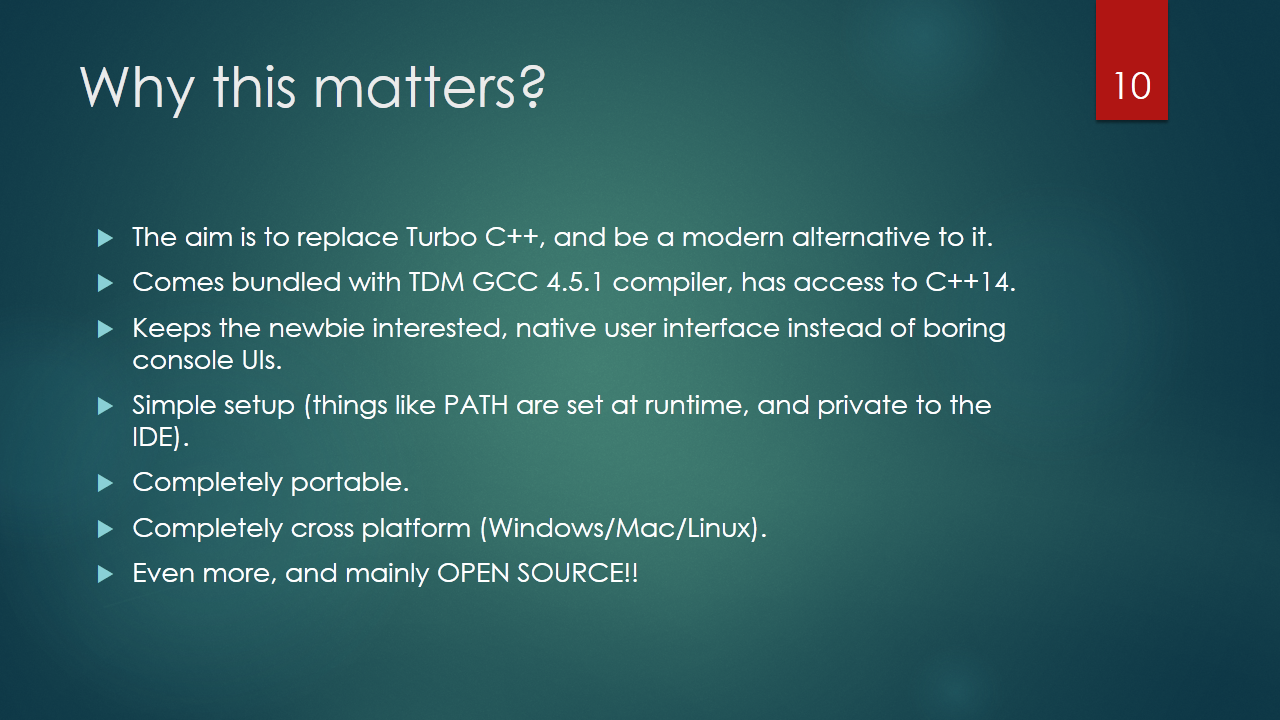 Why this matters?
10
The aim is to replace Turbo C++, and be a modern alternative to it.
Comes bundled with TDM GCC 4.5.1 compiler, has access to C++14.
Keeps the newbie interested, native user interface instead of boring
console UIs.
Simple setup (things like PATH are set at runtime, and private to the
IDE).
Completely portable.
Completely cross platform (Windows/Mac/Linux).
Even more, and mainly OPEN SOURCE!!